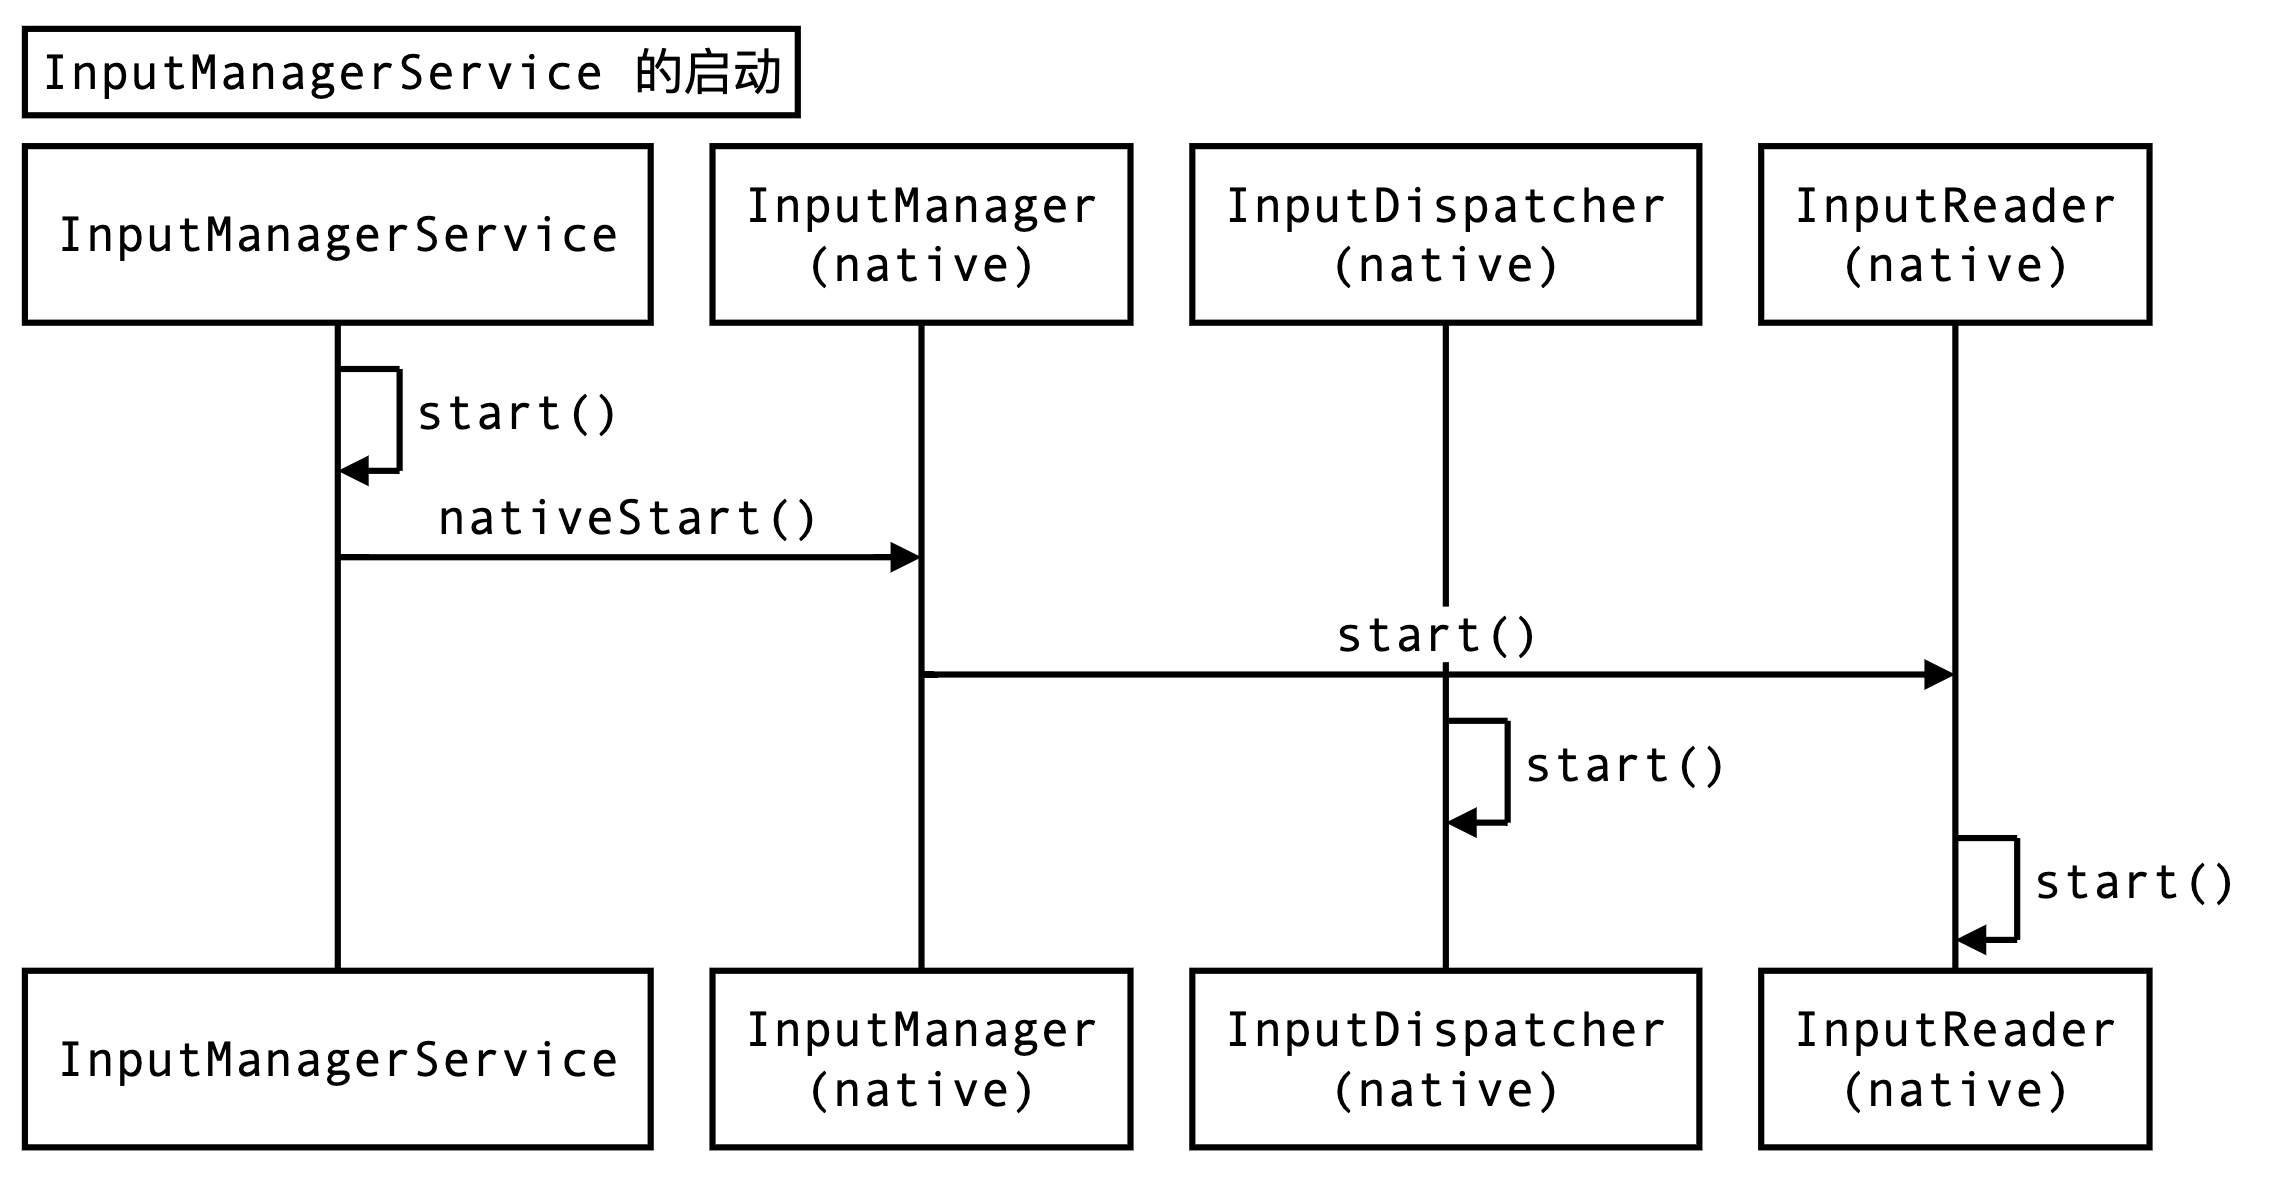 InputManagerService 的启动
InputManagerService
InputManager
(native)
InputDispatcher
(native)
InputReader
(native)
start()
nativeStart()
start()
start()
start()
InputManagerService
InputManager
(native)
InputDispatcher
(native)
InputReader
(native)